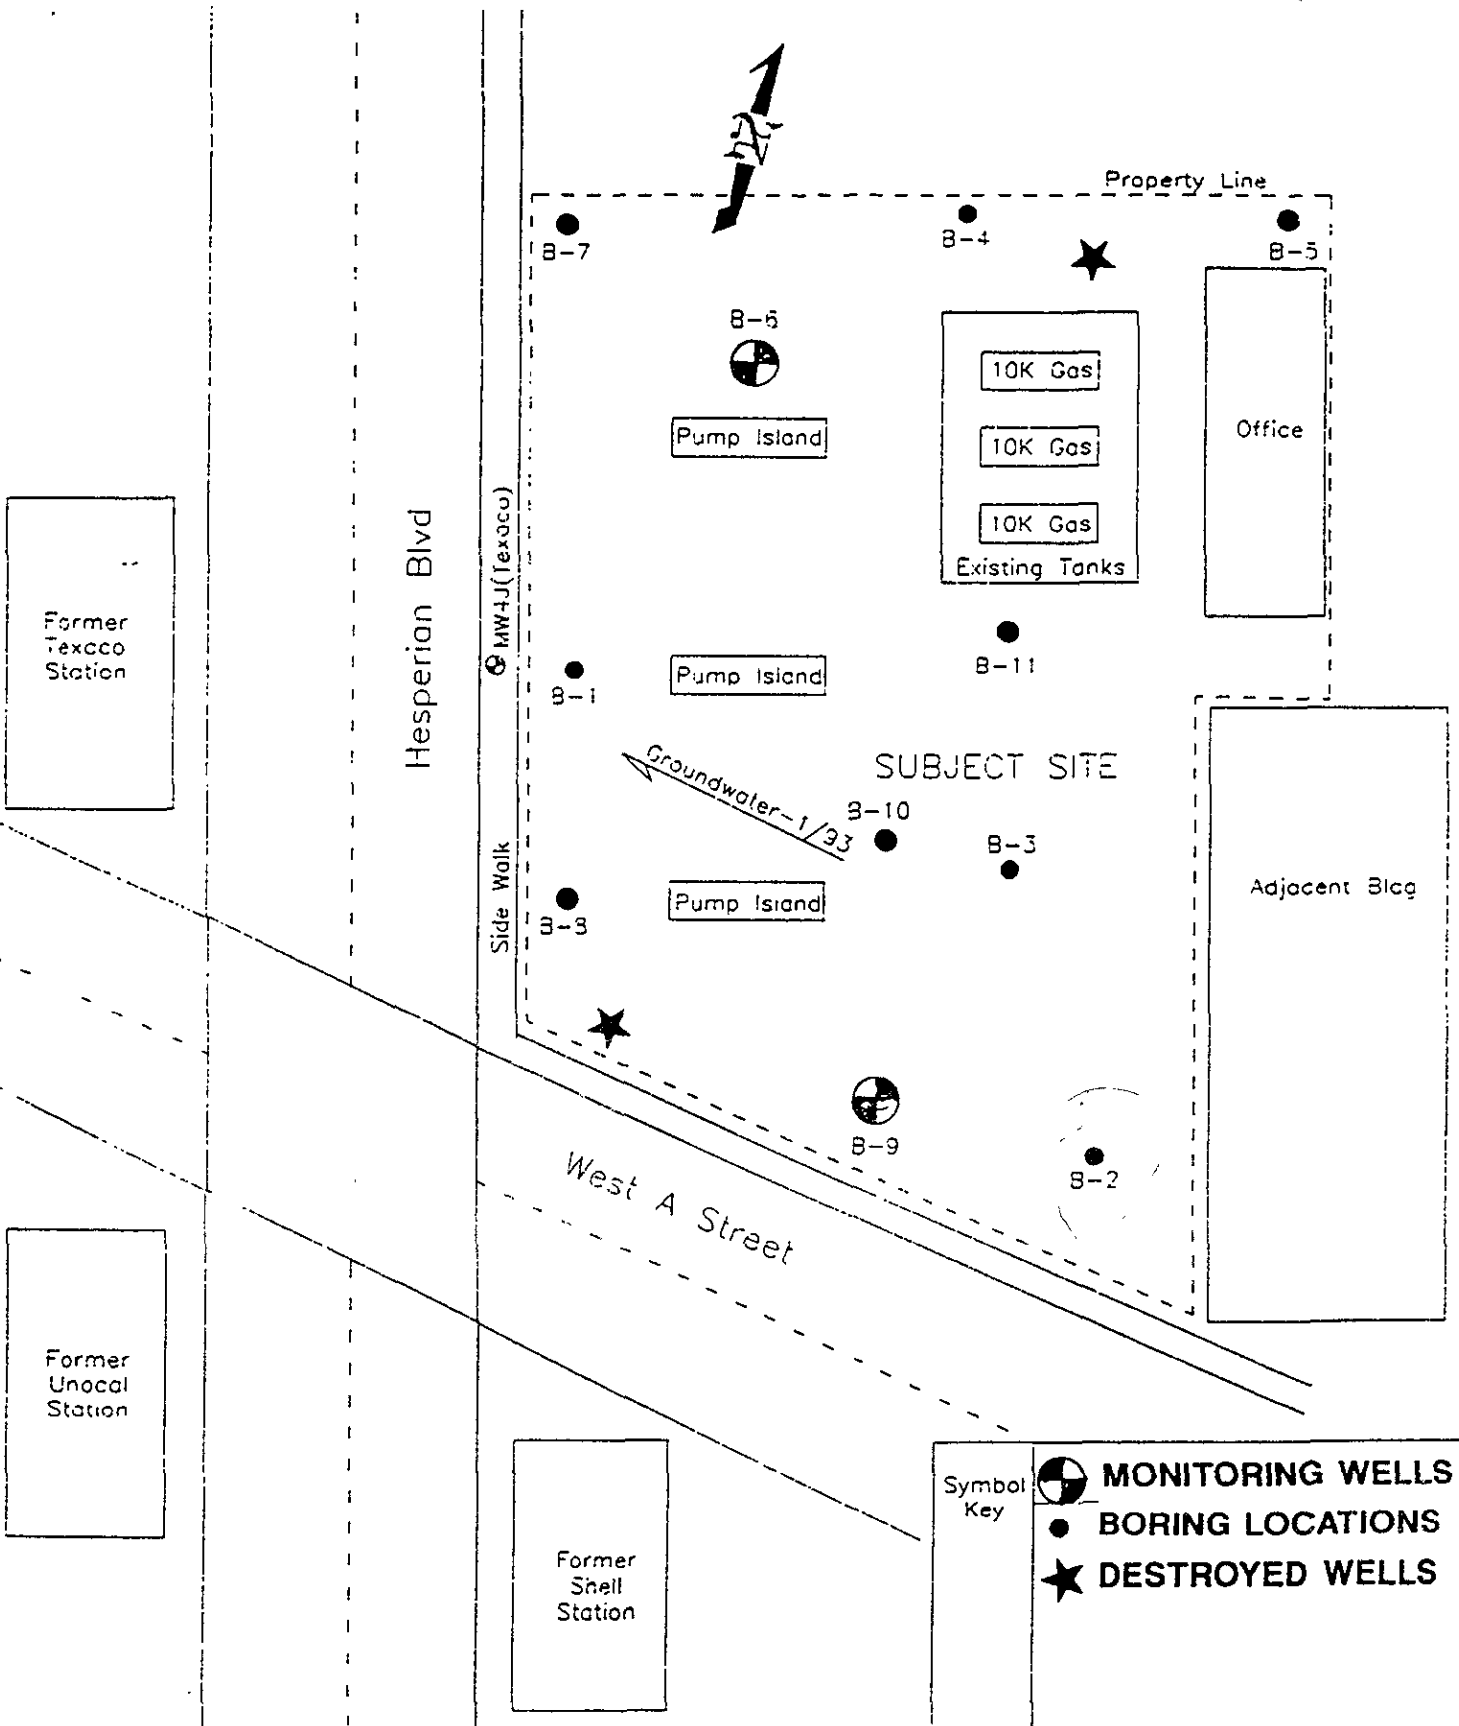 N
Property Line
B-7
B-4
B-5
B-6
10K Gas
Pump Island
10K Gas
Office
10K Gas
Existing Tanks
Hesperian Blvd
MW4J(Texaco)
Former
Texaco
Station
B-1
Pump Island
B-11
SUBJECT SITE
Groundwater-1/93
B-10
B-3
Side Walk
Pump Island
Adjacent Bldg
B-9
B-2
West A Street
Former
Unocal
Station
Former
Shell
Station
Symbol
Key
MONITORING WELLS
BORING LOCATIONS
DESTROYED WELLS